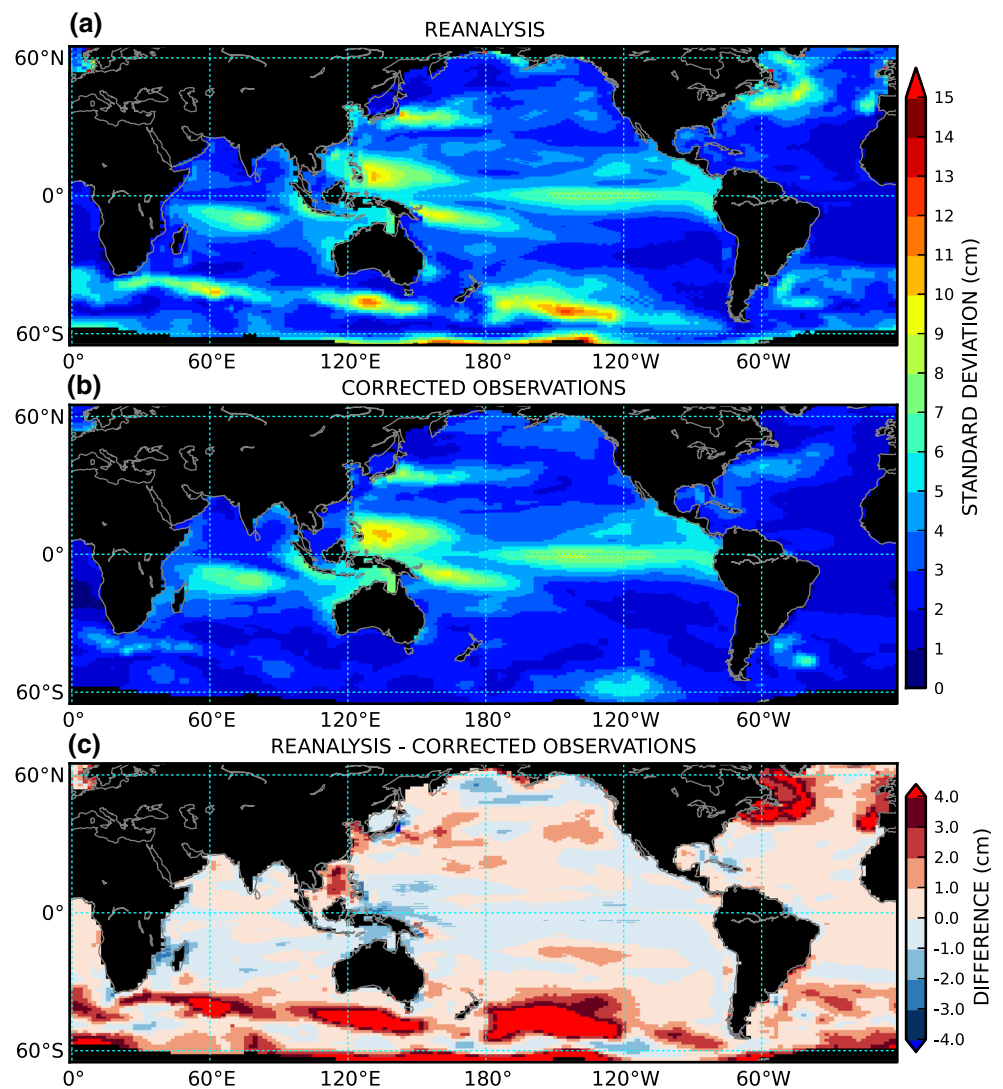 (a)
REANALYSIS
60°N
0°
60°S
0° 60°E 120°E 180° 120°W 60°W
(b)
CORRECTED OBSERVATIONS
60°N
0°
60°S
0° 60°E 120°E 180° 120°W 60°W
15
14
13
12
11
10
9
8
7
6
5
4
3
2
1
0
STANDARD DEVIATION (cm)
(c)
REANALYSIS - CORRECTED OBSERVATIONS
60°N
0°
60°S
0° 60°E 120°E 180° 120°W 60°W
4.0
3.0
2.0
1.0
0.0
-1.0
-2.0
-3.0
-4.0
DIFFERENCE (cm)